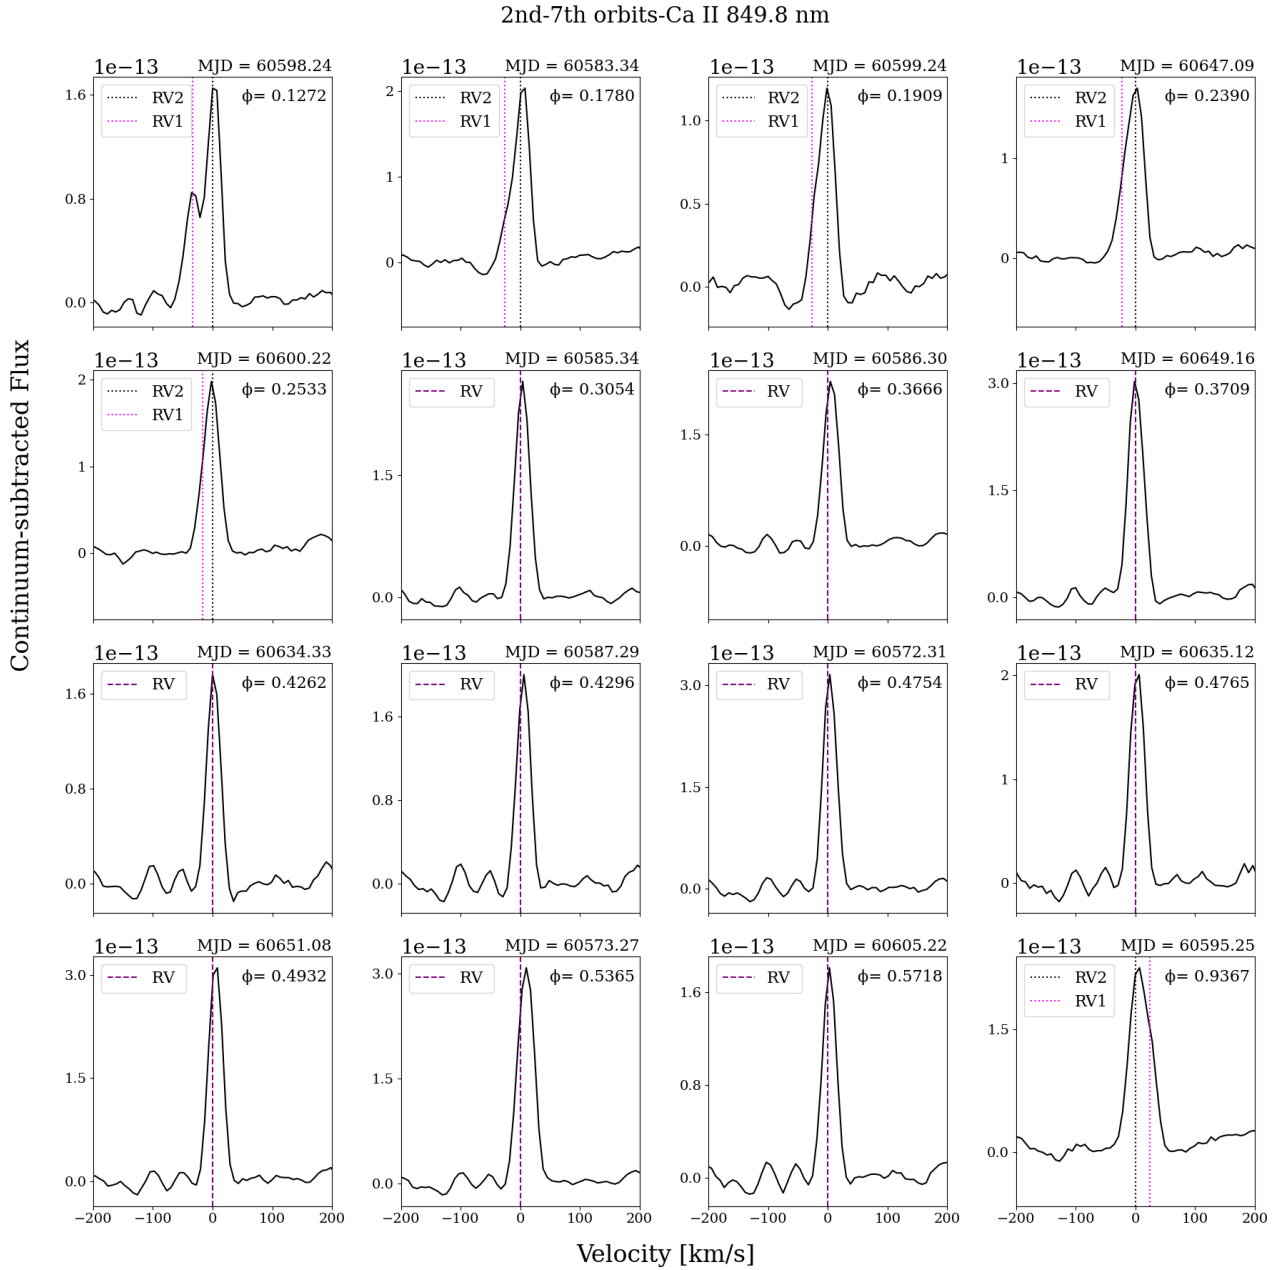 2nd-7th orbits-Ca II 849.8 nm
1e−13 MJD = 60598.24
RV2
RV1
ϕ= 0.1272
1.6
0.8
0.0
1e−13 MJD = 60583.34
RV2
RV1
ϕ= 0.1780
2
1
0
1e−13 MJD = 60599.24
RV2
RV1
ϕ= 0.1909
1.0
0.5
0.0
1e−13 MJD = 60647.09
RV2
RV1
ϕ= 0.2390
1
0
1e−13 MJD = 60600.22
RV2
RV1
ϕ= 0.2533
2
1
0
1e−13 MJD = 60585.34
RV
ϕ= 0.3054
1.5
0.0
1e−13 MJD = 60586.30
RV
ϕ= 0.3666
1.5
0.0
1e−13 MJD = 60649.16
RV
ϕ= 0.3709
3.0
1.5
0.0
Continuum-subtracted Flux
1e−13 MJD = 60634.33
RV
ϕ= 0.4262
1.6
0.8
0.0
1e−13 MJD = 60587.29
RV
ϕ= 0.4296
1.6
0.8
0.0
1e−13 MJD = 60572.31
RV
ϕ= 0.4754
3.0
1.5
0.0
1e−13 MJD = 60635.12
RV
ϕ= 0.4765
2
1
0
1e−13 MJD = 60651.08
RV
ϕ= 0.4932
3.0
1.5
0.0
−200 −100 0 100 200
1e−13 MJD = 60573.27
RV
ϕ= 0.5365
3.0
1.5
0.0
−200 −100 0 100 200
1e−13 MJD = 60605.22
RV
ϕ= 0.5718
1.6
0.8
0.0
−200 −100 0 100 200
1e−13 MJD = 60595.25
RV2
RV1
ϕ= 0.9367
1.5
0.0
−200 −100 0 100 200
Velocity [km/s]